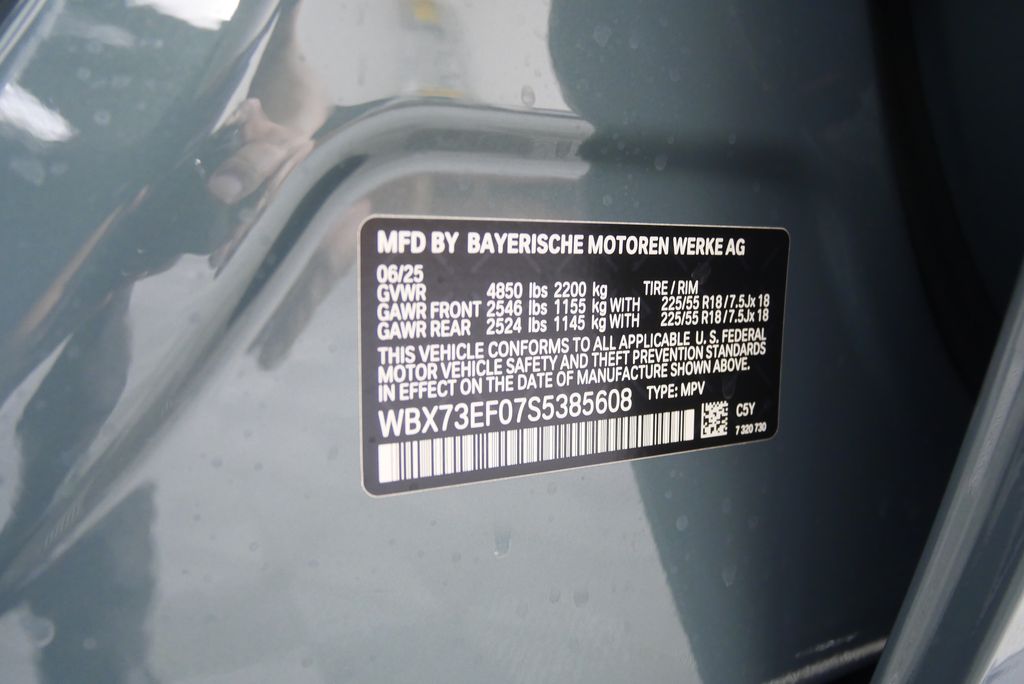 MFD BY BAYERISCHE MOTOREN WERKE AG
06/25
GVWR 4850 lbs 2200 kg TIRE / RIM
GAWR FRONT 2546 lbs 1155 kg WITH 225/55 R18 / 7.5Jx 18
GAWR REAR 2524 lbs 1145 kg WITH 225/55 R18 / 7.5Jx 18
THIS VEHICLE CONFORMS TO ALL APPLICABLE U. S. FEDERAL
MOTOR VEHICLE SAFETY AND THEFT PREVENTION STANDARDS
IN EFFECT ON THE DATE OF MANUFACTURE SHOWN ABOVE.
WBX73EF07S5385608 TYPE: MPV
C5Y
7 320 730